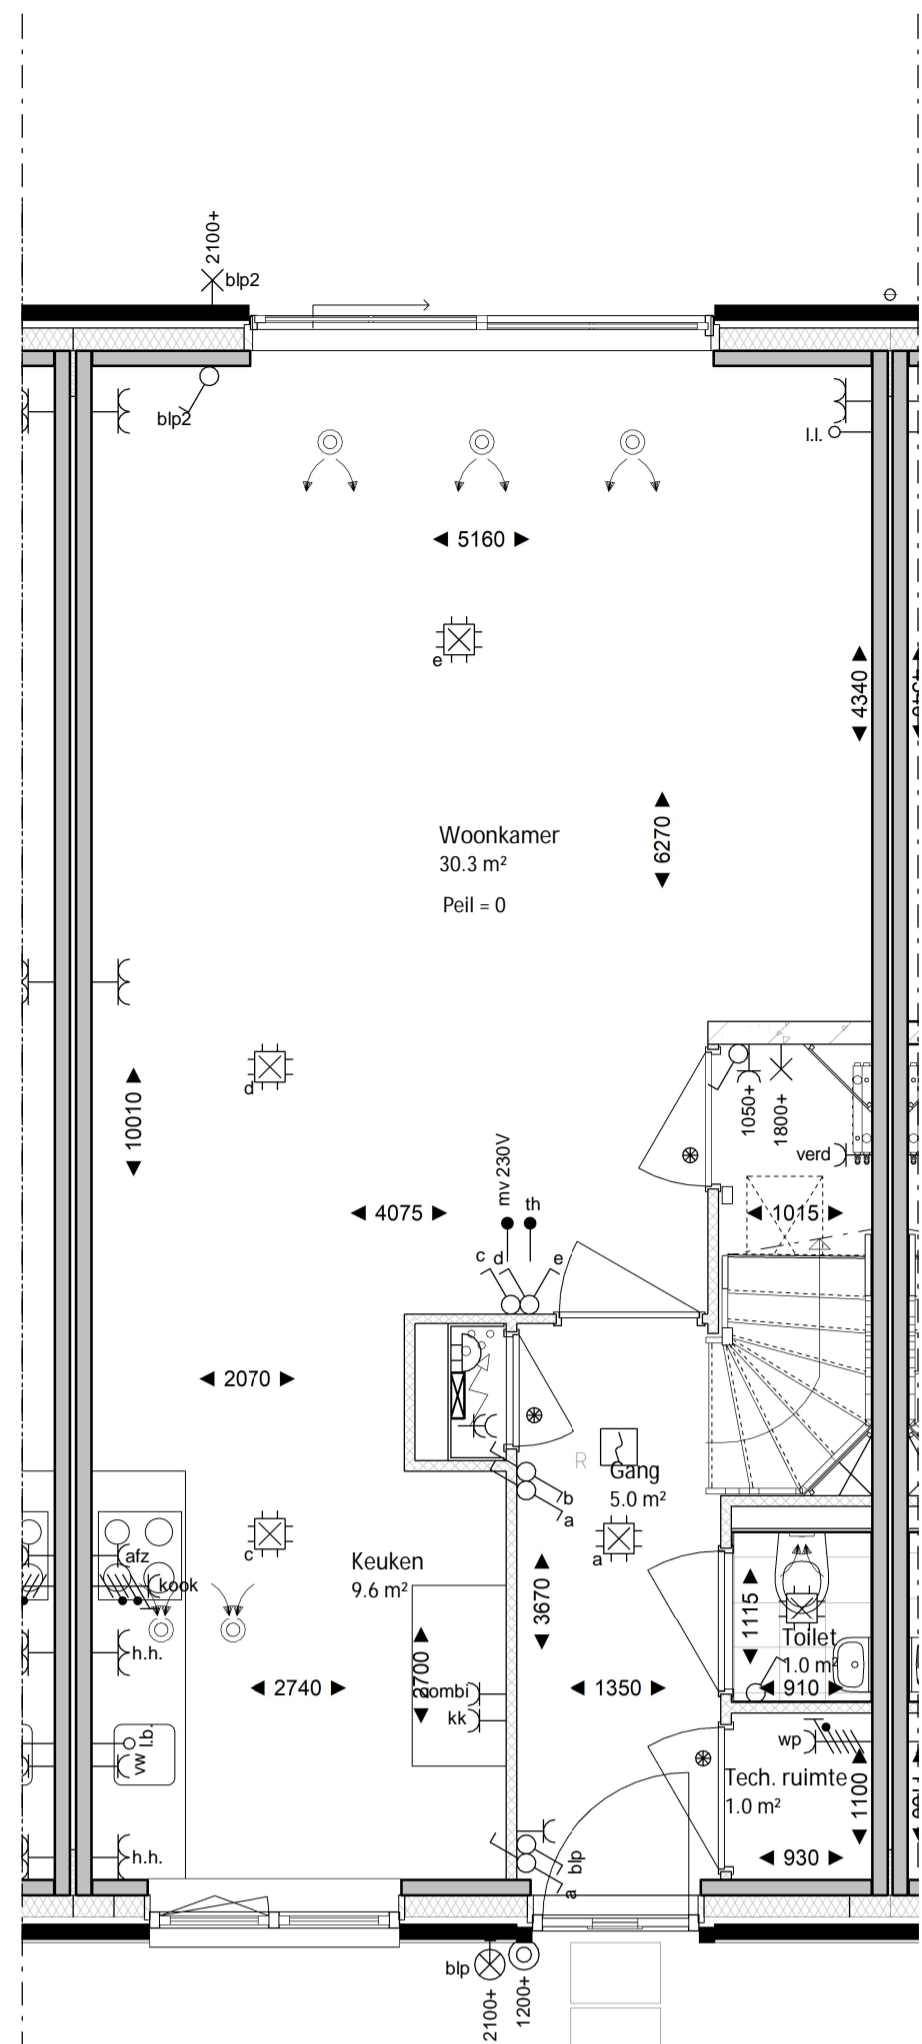 2100+
blp2
blp2
l.l.
5160
e
4340
Woonkamer
30.3 m²
6270
Peil = 0
d
10010
1050+
1800+
verd
mv 230V
th
4075
1015
c
d
e
2070
R
Gang
5.0 m²
b
a
c
a
afz
kook
Keuken
9.6 m²
3670
1115
Toilet
1.0 m²
910
h.h.
2740
2700
kk
1350
l.b.
vw
wp
Tech. ruimte
1.0 m²
1100
930
h.h.
blp
a
blp
2100+
1200+